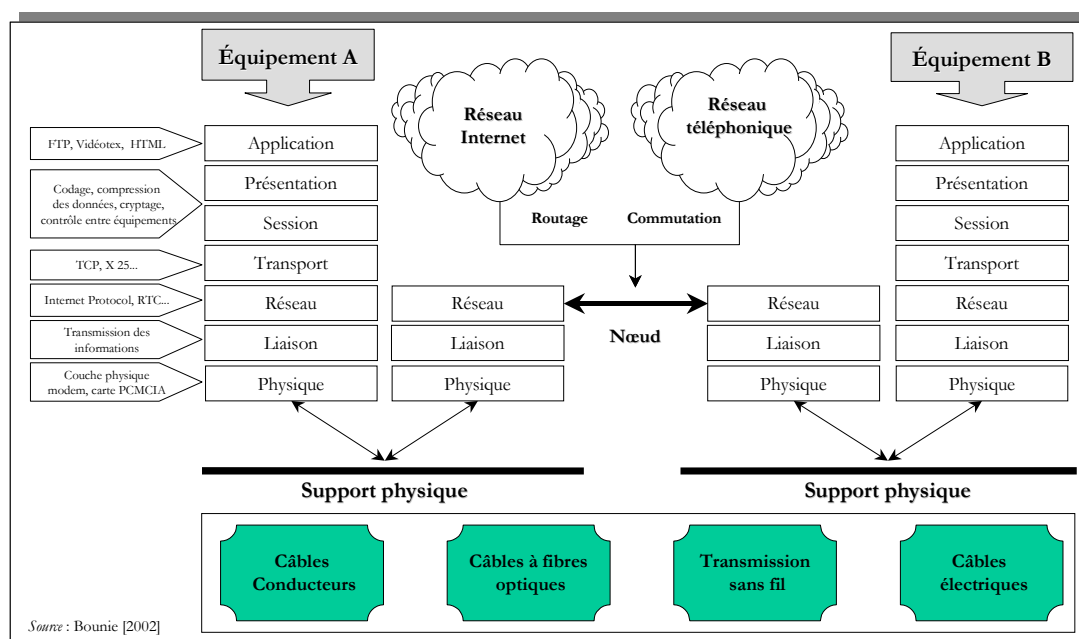 Équipement A
Équipement B
Réseau
Internet
Réseau
téléphonique
Routage
Commutation
FTP, Vidéotex, HTML
Application
Application
Codage, compression
des données, cryptage,
contrôle entre équipements
Présentation
Présentation
Session
Session
TCP, X 25...
Transport
Transport
Internet Protocol, RTC...
Réseau
Réseau
Réseau
Réseau
Nœud
Transmission des
informations
Liaison
Liaison
Liaison
Liaison
Couche physique
modem, carte PCMCIA
Physique
Physique
Physique
Physique
Support physique
Support physique
Câbles
Conducteurs
Câbles à fibres
optiques
Transmission
sans fil
Câbles
électriques
Source : Bounie [2002]